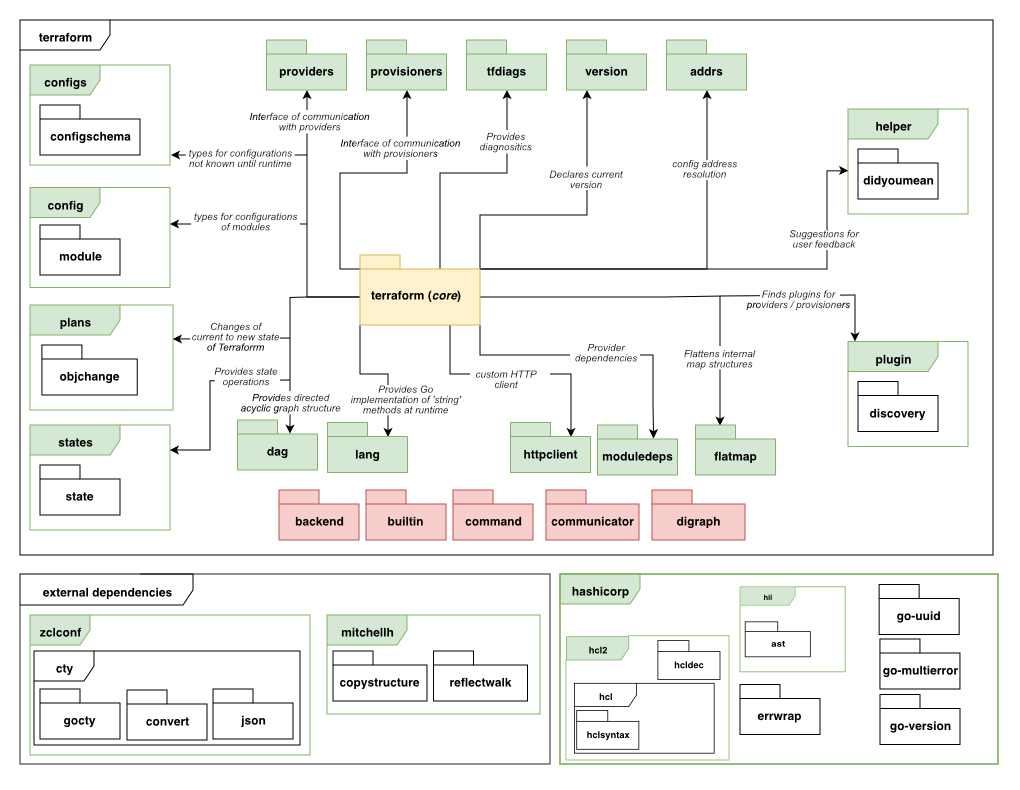 terraform
providers
provisioners
tfdiags
version
addrs
configs
configschema
Interface of communication
with providers
Interface of communication
with provisioners
Provides
diagnositics
Declares current
version
config address
resolution
helper
didyoumean
types for configurations
not known until runtime
config
module
types for configurations
of modules
Suggestions for
user feedback
terraform (core)
Finds plugins for
providers / provisioners
plans
objchange
Changes of
current to new state
of Terraforrm
Provides state
operations
Provides directed
acyclic graph structure
Provides Go
implementation of 'string'
methods at runtime
custom HTTP
client
Provider
dependencies
Flattens internal
map structures
plugin
discovery
states
state
dag
lang
httpclient
moduledeps
flatmap
backend
builtin
command
communicator
digraph
external dependencies
zclconf
cty
gocty
convert
json
mitchellh
copystructure
reflectwalk
hashicorp
hcl2
hcldec
hcl
hclsyntax
hil
ast
errwrap
go-uuid
go-multierror
go-version